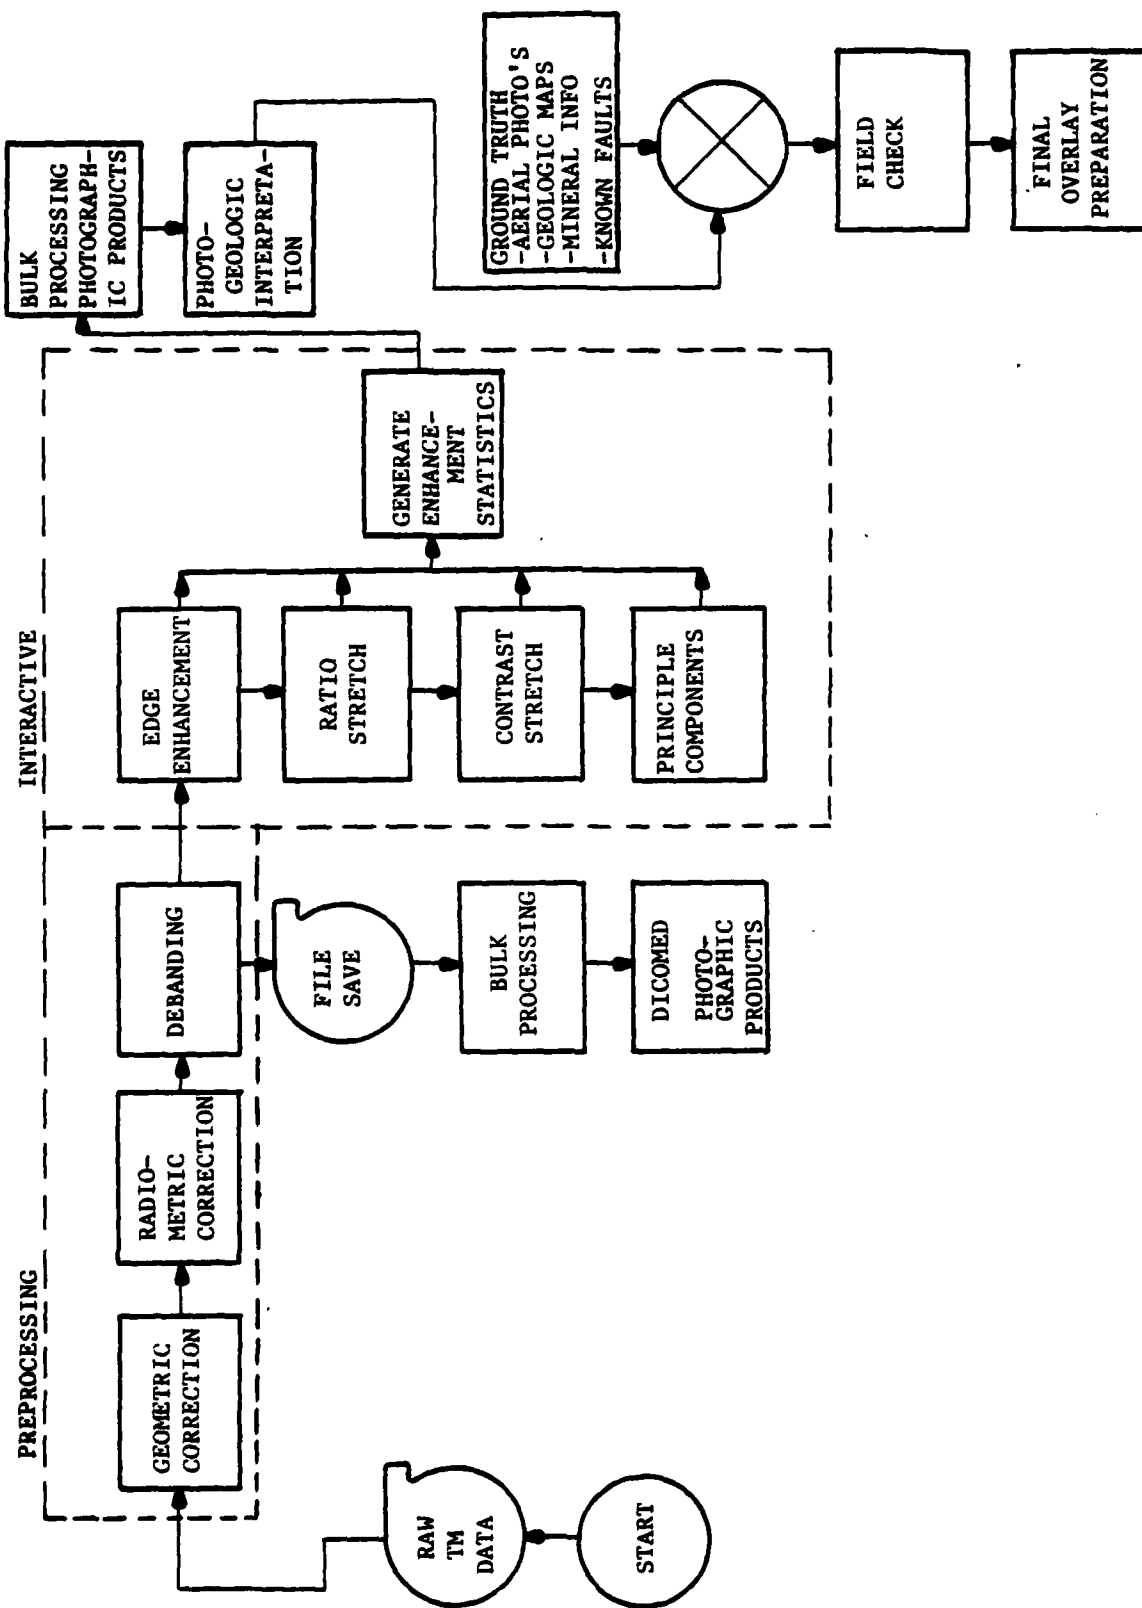 PREPROCESSING
INTERACTIVE
START
RAW
TM
DATA
GEOMETRIC
CORRECTION
RADIO-
METRIC
CORRECTION
DEBANDING
FILE
SAVE
BULK
PROCESSING
DICOMED
PHOTO-
GRAPHIC
PRODUCTS
EDGE
ENHANCEMENT
RATIO
STRETCH
CONTRAST
STRETCH
PRINCIPLE
COMPONENTS
GENERATE
ENHANCE-
MENT
STATISTICS
BULK
PROCESSING
PHOTOGRAPH-
IC PRODUCTS
PHOTO-
GEOLOGIC
INTERPRETA-
TION
GROUND TRUTH
-AERIAL PHOTO'S
-GEOLOGIC MAPS
-MINERAL INFO
-KNOWN FAULTS
FIELD
CHECK
FINAL
OVERLAY
PREPARATION